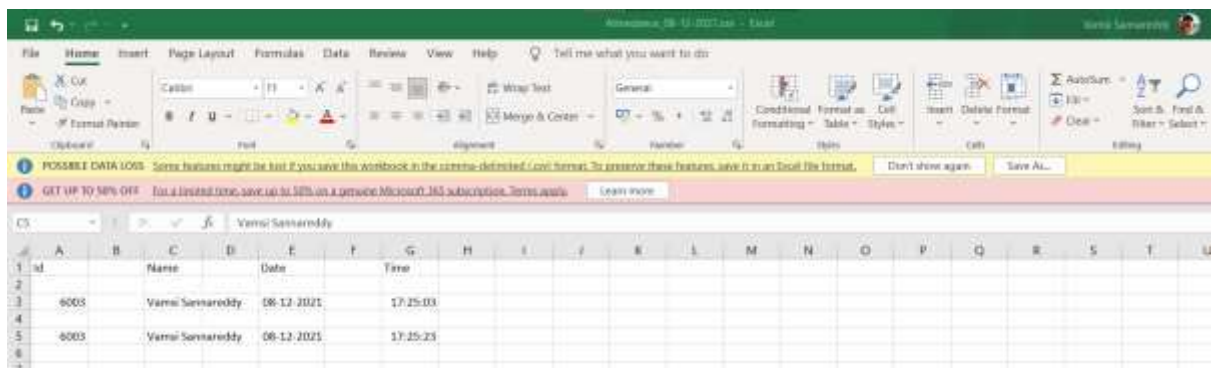 Attendance_08-12-2021.csv - Excel
Vamsi Sannareddy
File Home Insert Page Layout Formulas Data Review View Help Tell me what you want to do
Paste
Cut
Copy
Format Painter
Clipboard
Calibri 11
B I U
Font
Wrap Text
Merge & Center
Alignment
General
Number
Conditional Formatting
Format as Table
Cell Styles
Styles
Insert Delete Format
Cells
AutoSum
Fill
Clear
Sort & Filter
Find & Select
Editing
POSSIBLE DATA LOSS Some features might be lost if you save this workbook in the comma-delimited (.csv) format. To preserve these features, save it in an Excel file format. Don't show again Save As...
GET UP TO 50% OFF For a limited time, save up to 50% on a genuine Microsoft 365 subscription. Terms apply. Learn more
C5 fx Vamsi Sannareddy
A B C D E F G H I J K L M N O P Q R S T U
1 Id Name Date Time
2
3 6003 Vamsi Sannareddy 08-12-2021 17:25:03
4
5 6003 Vamsi Sannareddy 08-12-2021 17:25:23
6